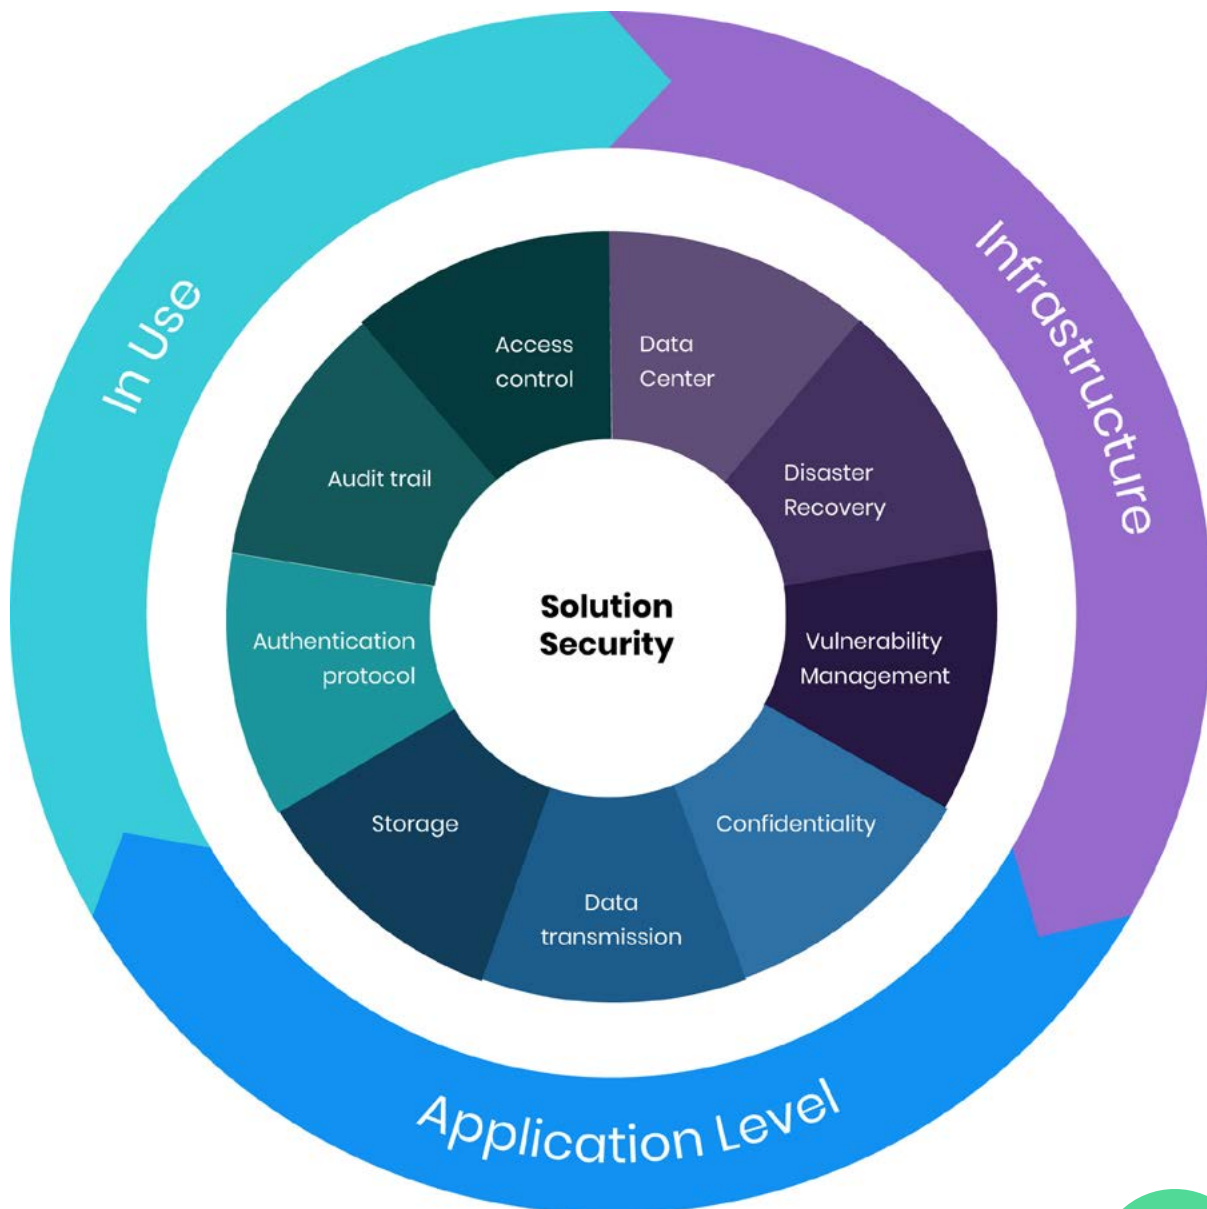 In Use
Infrastructure
Application Level
Access
control
Data
Center
Audit trail
Disaster
Recovery
Solution
Security
Authentication
protocol
Vulnerability
Management
Storage
Confidentiality
Data
transmission